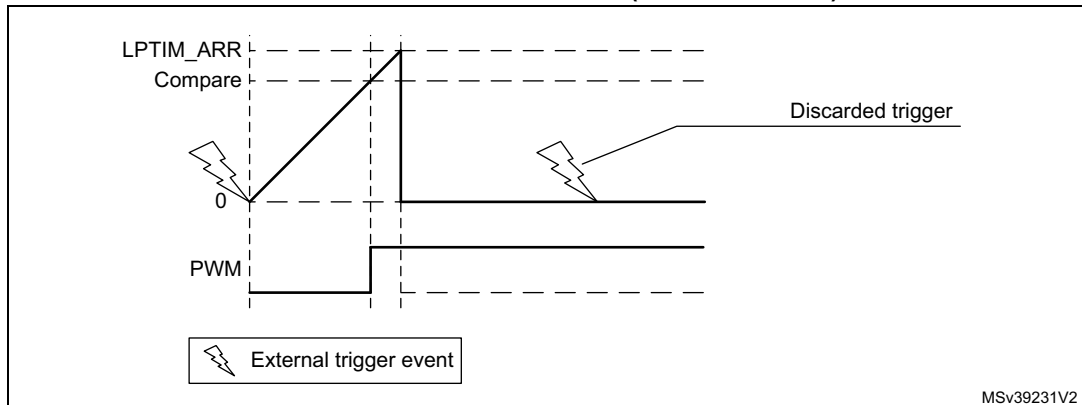 LPTIM_ARR
Compare
Discarded trigger
0
PWM
External trigger event
MSv39231V2